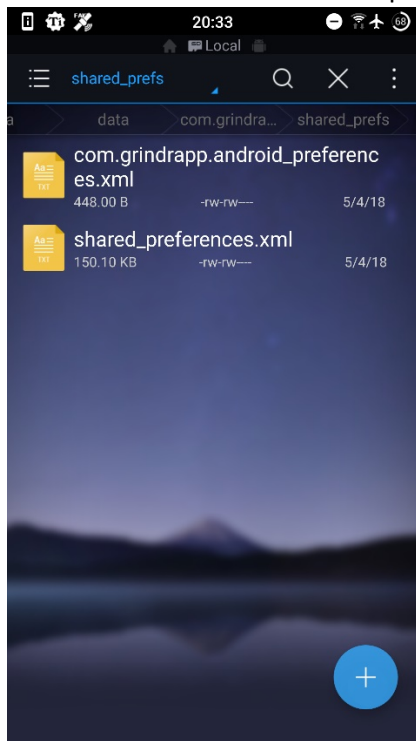 20:33
68
Local
shared_prefs
a
data
com.grindra...
shared_prefs
com.grindrapp.android_preferenc
es.xml
448.00 B
-rw-rw----
5/4/18
shared_preferences.xml
150.10 KB
-rw-rw----
5/4/18